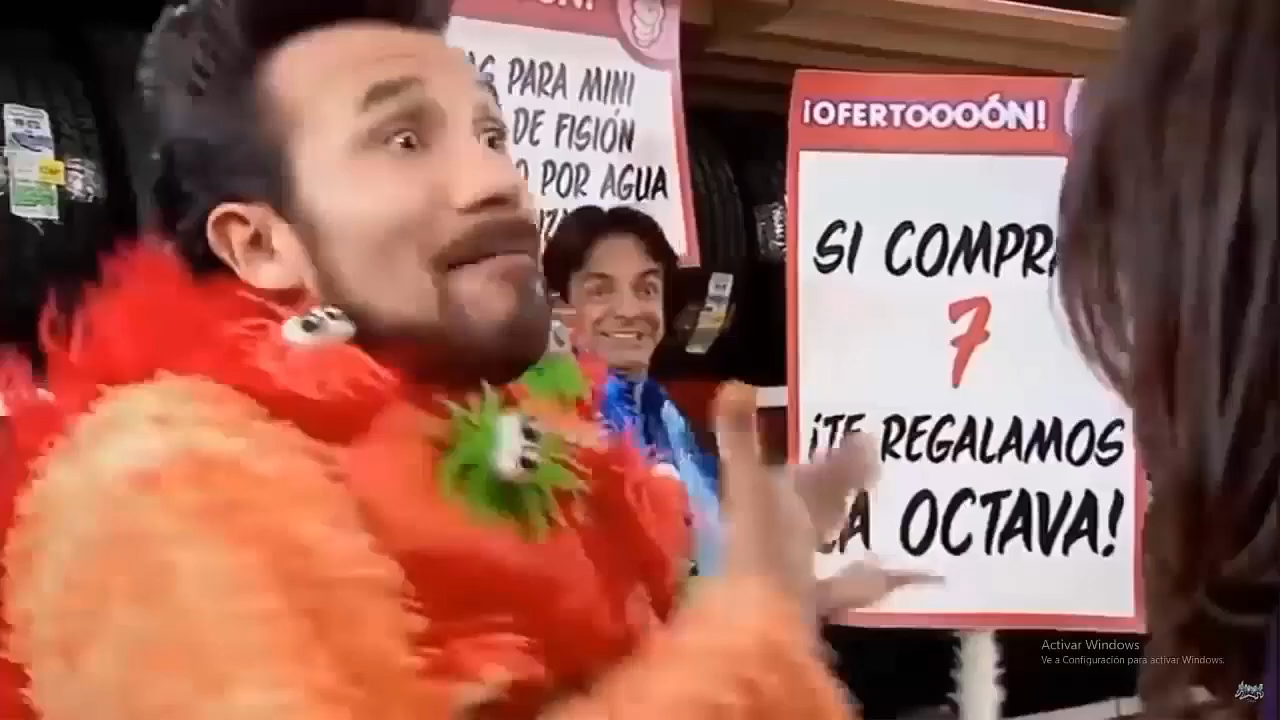 PARA MINI
DE FISIÓN
POR AGUA
¡OFERTOOOÓN!
SI COMPRA
7
¡TE REGALAMOS
LA OCTAVA!
Activar Windows
Ve a Configuración para activar Windows.